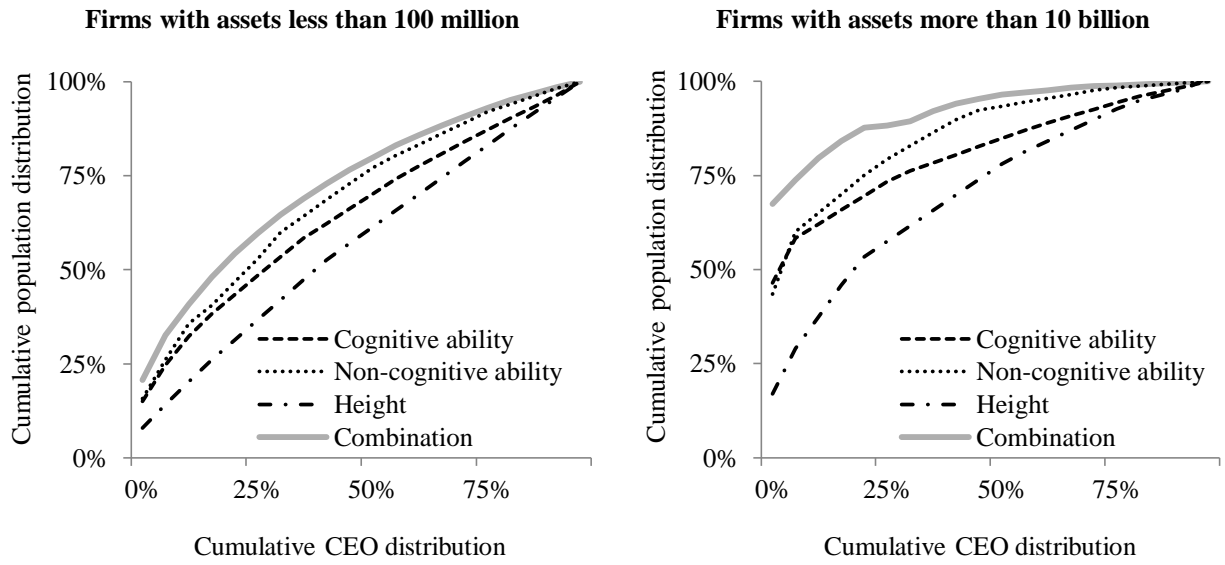 Firms with assets less than 100 million
Cumulative population distribution
100%
75%
50%
25%
0%
Cognitive ability
Non-cognitive ability
Height
Combination
0% 25% 50% 75%
Cumulative CEO distribution
Firms with assets more than 10 billion
Cumulative population distribution
100%
75%
50%
25%
0%
Cognitive ability
Non-cognitive ability
Height
Combination
0% 25% 50% 75%
Cumulative CEO distribution